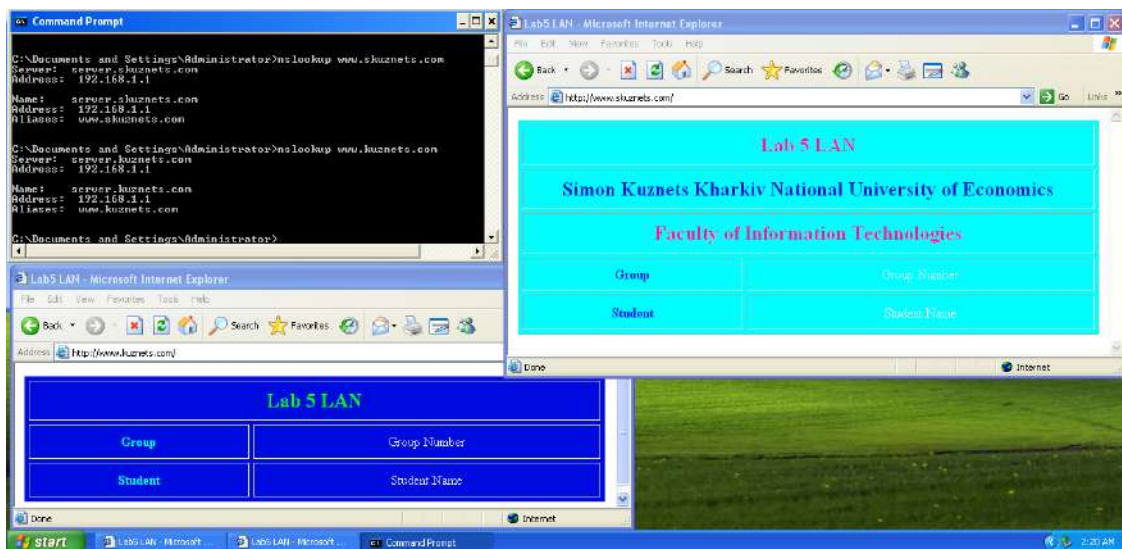 Command Prompt
C:\Documents and Settings\Administrator>nslookup www.skuznets.com
Server:  server.skuznets.com
Address:  192.168.1.1
Name:    server.skuznets.com
Address:  192.168.1.1
Aliases:  www.skuznets.com
C:\Documents and Settings\Administrator>nslookup www.kuznets.com
Server:  server.kuznets.com
Address:  192.168.1.1
Name:    server.kuznets.com
Address:  192.168.1.1
Aliases:  www.kuznets.com
C:\Documents and Settings\Administrator>
Lab5 LAN - Microsoft Internet Explorer
File Edit View Favorites Tools Help
Back Search Favorites
Address http://www.skuznets.com/ Go Links
Lab 5 LAN
Simon Kuznets Kharkiv National University of Economics
Faculty of Information Technologies
Group Group Number
Student Student Name
Done Internet
Lab5 LAN - Microsoft Internet Explorer
File Edit View Favorites Tools Help
Back Search Favorites
Address http://www.kuznets.com/
Lab 5 LAN
Group Group Number
Student Student Name
Done Internet
start Lab5 LAN - Microsoft ... Lab5 LAN - Microsoft ... Command Prompt 2:20 AM